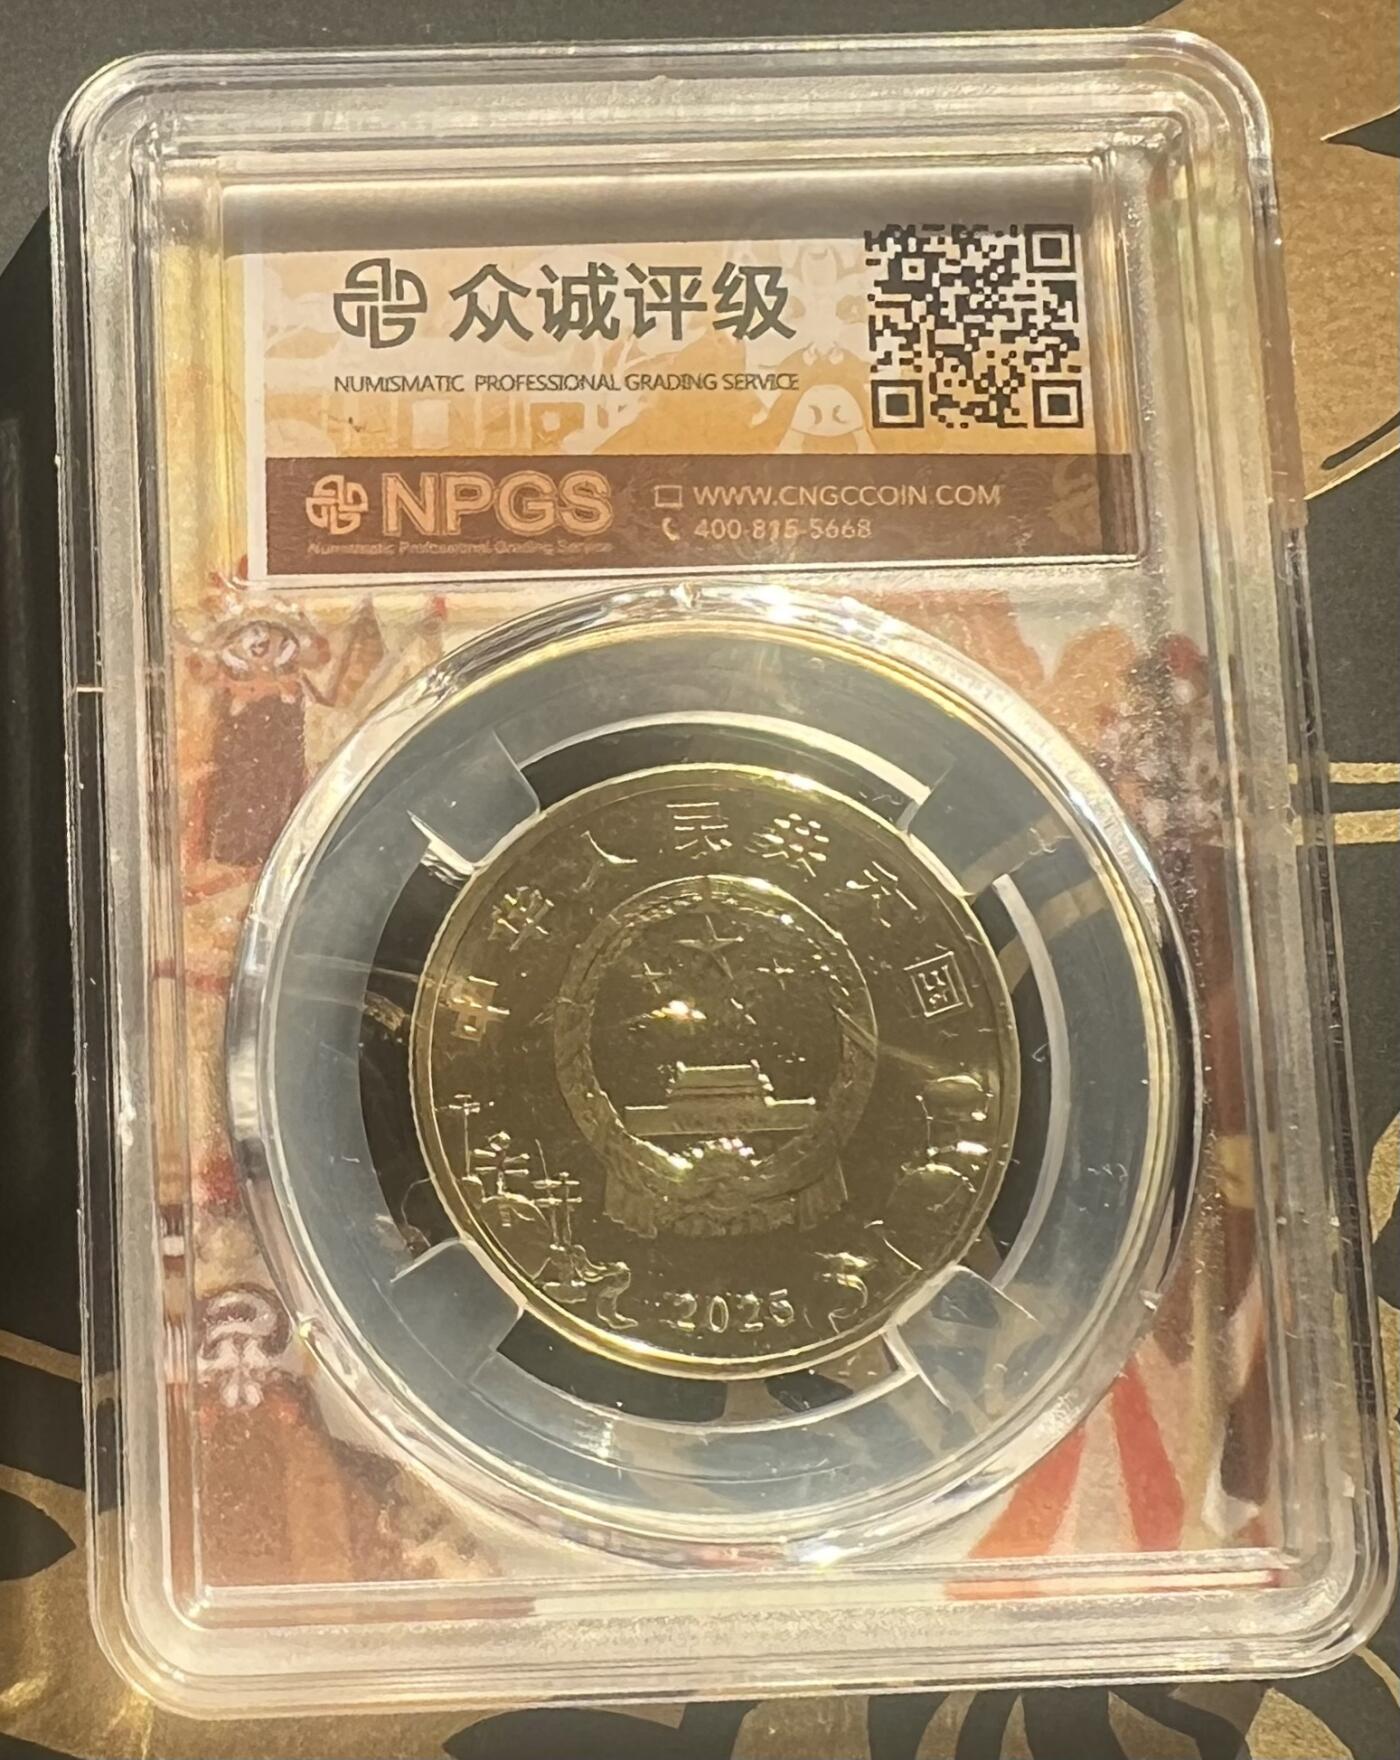 众诚评级
NUMISMATIC PROFESSIONAL GRADING SERVICE
NPGS
Numismatic Professional Grading Service
WWW.CNGCCOIN.COM
400-815-5668
中华人民共和国
2025